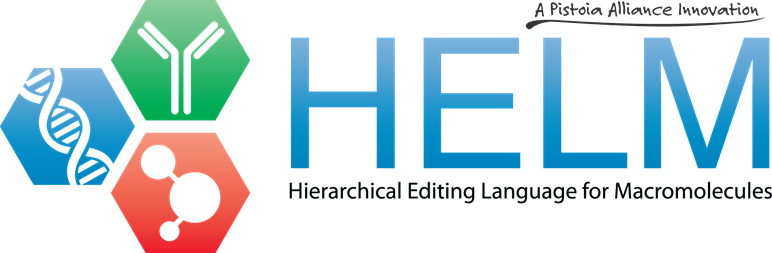 A Pistoia Alliance Innovation
HELM
Hierarchical Editing Language for Macromolecules